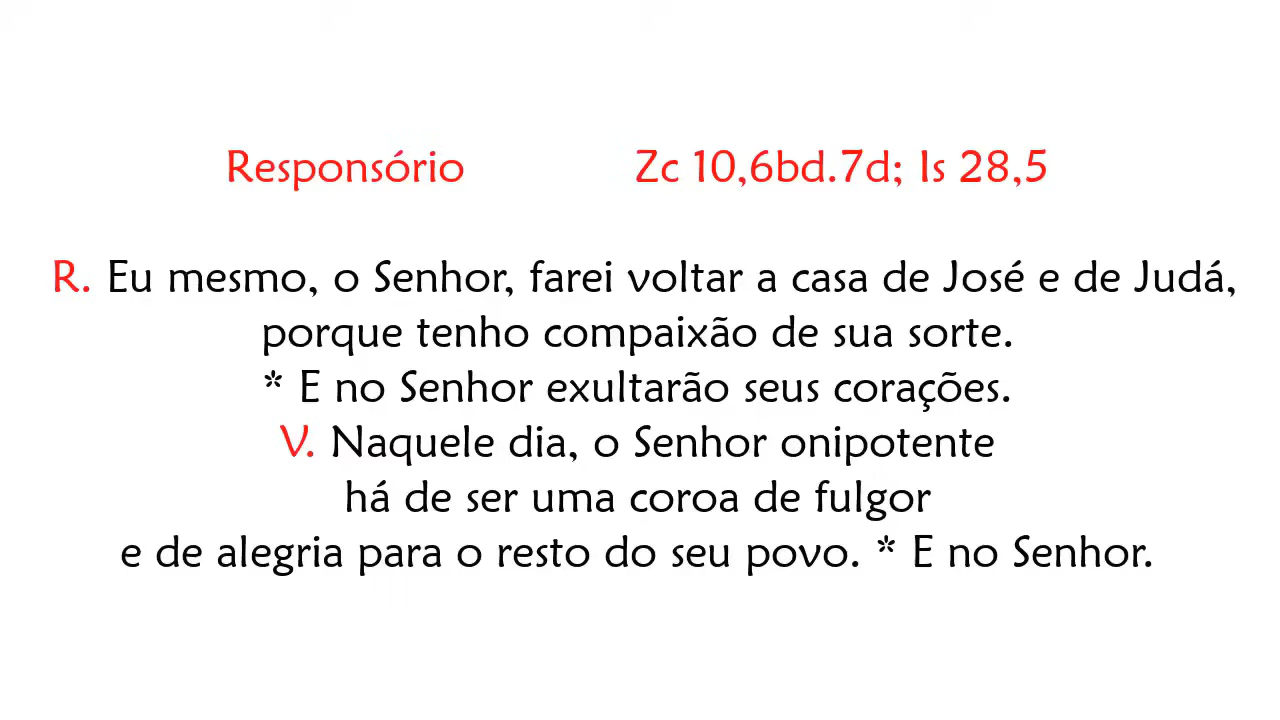 Responsório Zc 10,6bd.7d; Is 28,5
R. Eu mesmo, o Senhor, farei voltar a casa de José e de Judá,
porque tenho compaixão de sua sorte.
* E no Senhor exultarão seus corações.
V. Naquele dia, o Senhor onipotente
há de ser uma coroa de fulgor
e de alegria para o resto do seu povo. * E no Senhor.